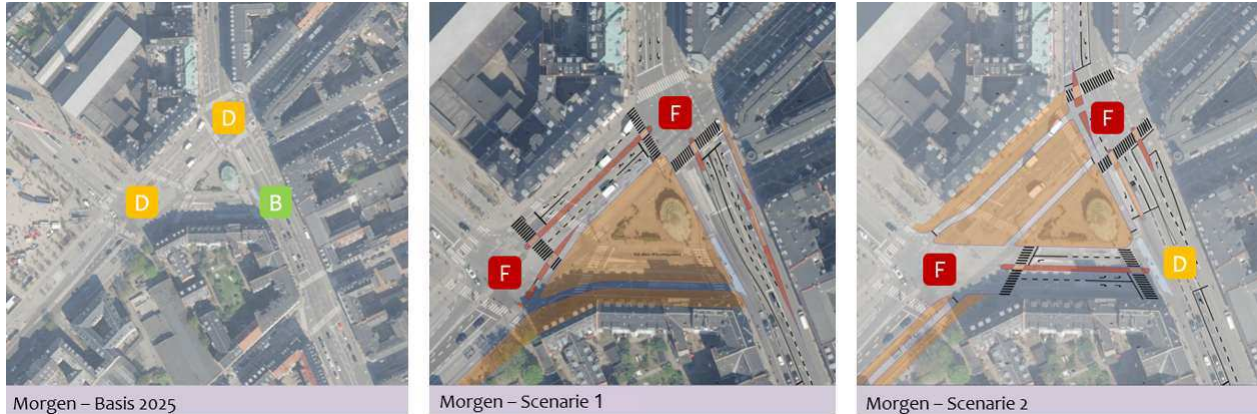 D
D
B
Morgen – Basis 2025
F
F
Morgen – Scenarie 1
F
F
D
Morgen – Scenarie 2